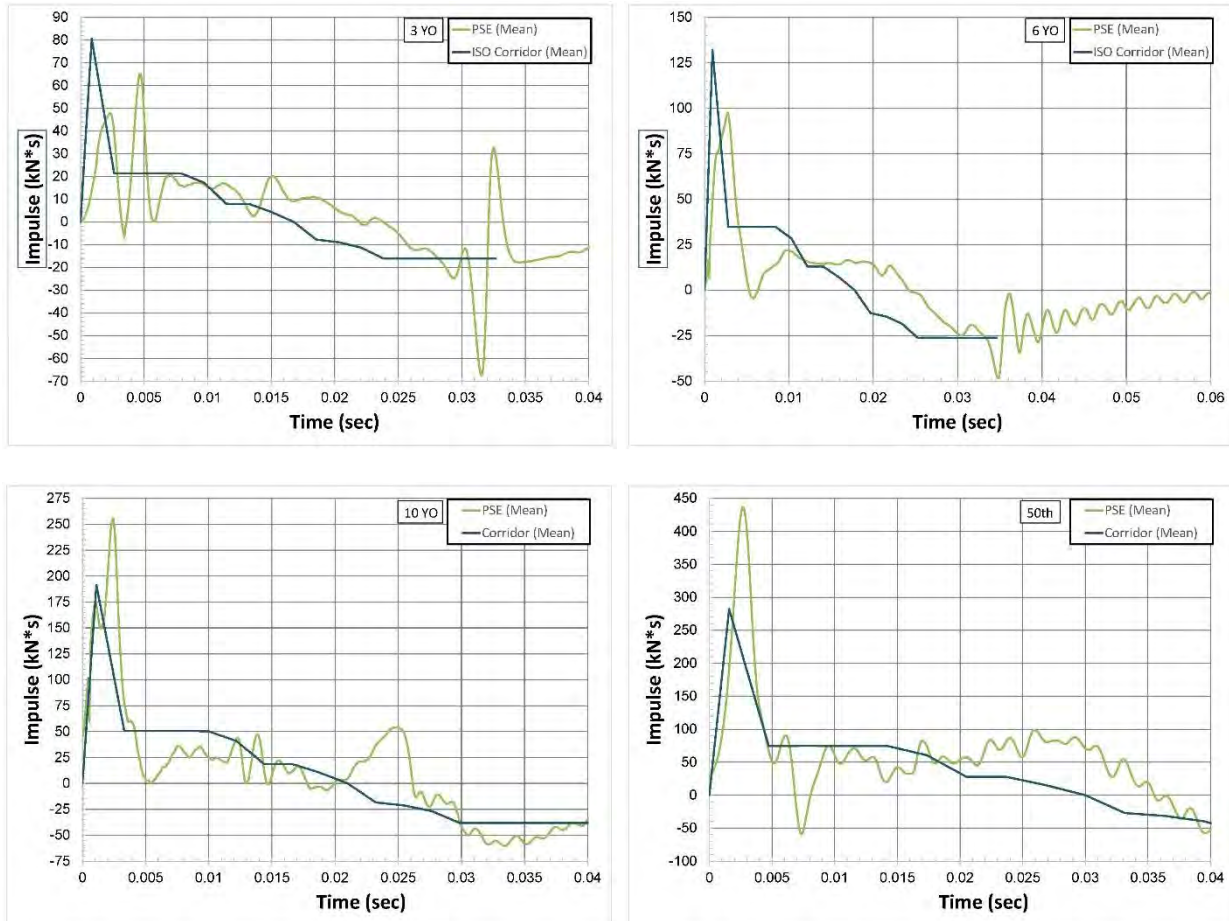 3 YO
PSE (Mean)
ISO Corridor (Mean)
Impulse (kN*s)
90
80
70
60
50
40
30
20
10
0
-10
-20
-30
-40
-50
-60
-70
0 0.005 0.01 0.015 0.02 0.025 0.03 0.035 0.04
Time (sec)
6 YO
PSE (Mean)
ISO Corridor (Mean)
Impulse (kN*s)
150
125
100
75
50
25
0
-25
-50
0 0.01 0.02 0.03 0.04 0.05 0.06
Time (sec)
10 YO
PSE (Mean)
Corridor (Mean)
Impulse (kN*s)
275
250
225
200
175
150
125
100
75
50
25
0
-25
-50
-75
0 0.005 0.01 0.015 0.02 0.025 0.03 0.035 0.04
Time (sec)
50th
PSE (Mean)
Corridor (Mean)
Impulse (kN*s)
450
400
350
300
250
200
150
100
50
0
-50
-100
0 0.005 0.01 0.015 0.02 0.025 0.03 0.035 0.04
Time (sec)